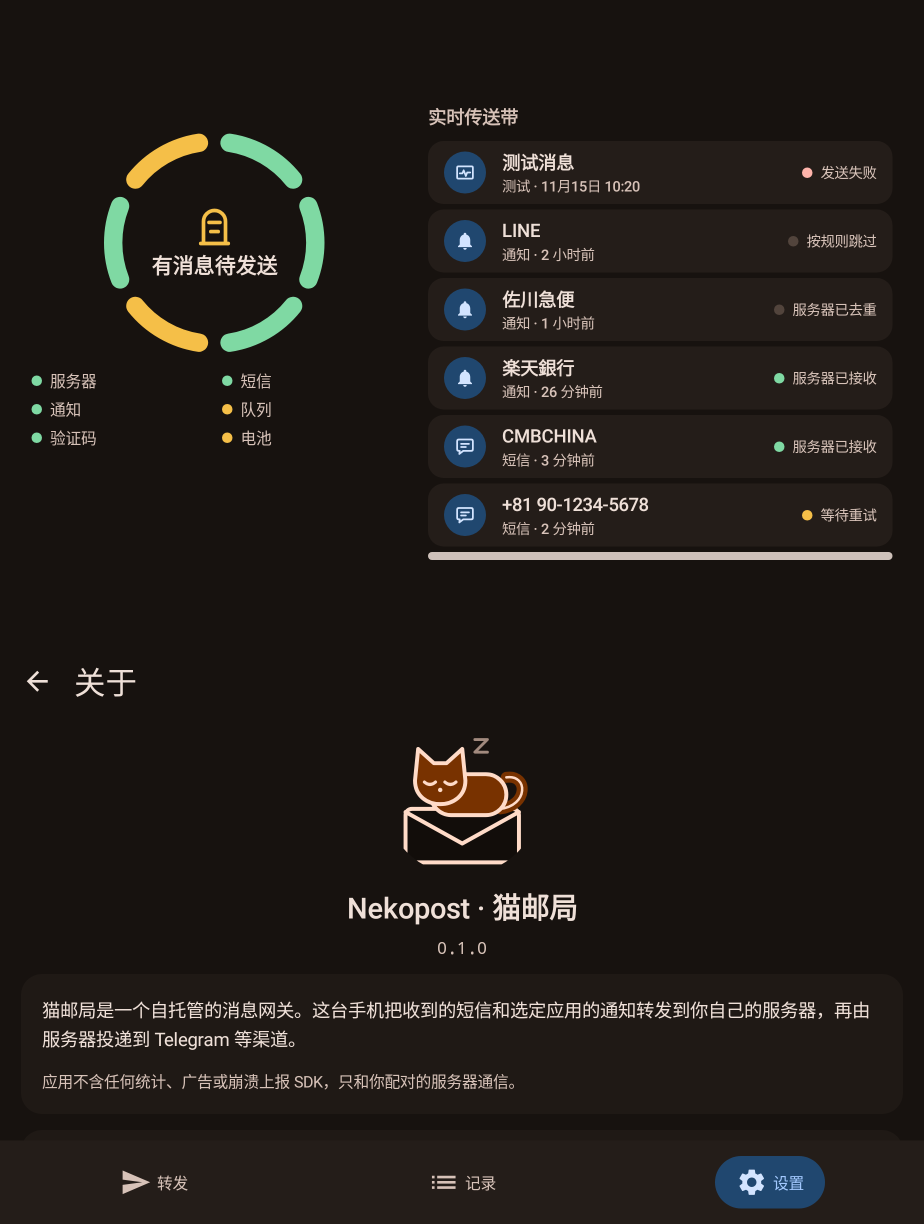 有消息待发送
服务器
短信
通知
队列
验证码
电池
实时传送带
测试消息
测试 · 11月15日 10:20
发送失败
LINE
通知 · 2 小时前
按规则跳过
佐川急便
通知 · 1 小时前
服务器已去重
楽天銀行
通知 · 26 分钟前
服务器已接收
CMBCHINA
短信 · 3 分钟前
服务器已接收
+81 90-1234-5678
短信 · 2 分钟前
等待重试
关于
Z
Nekopost · 猫邮局
0.1.0
猫邮局是一个自托管的消息网关。这台手机把收到的短信和选定应用的通知转发到你自己的服务器，再由
服务器投递到 Telegram 等渠道。
应用不含任何统计、广告或崩溃上报 SDK，只和你配对的服务器通信。
转发
记录
设置